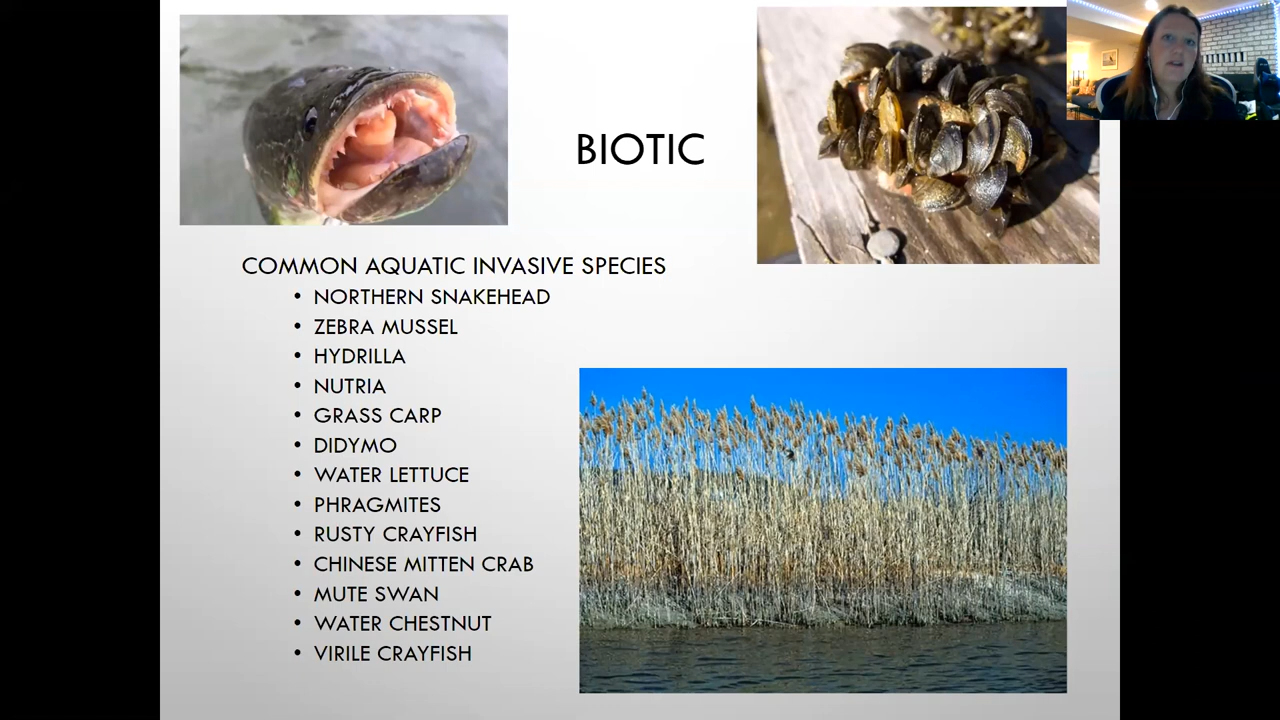 BIOTIC
COMMON AQUATIC INVASIVE SPECIES
• NORTHERN SNAKEHEAD
• ZEBRA MUSSEL
• HYDRILLA
• NUTRIA
• GRASS CARP
• DIDYMO
• WATER LETTUCE
• PHRAGMITES
• RUSTY CRAYFISH
• CHINESE MITTEN CRAB
• MUTE SWAN
• WATER CHESTNUT
• VIRILE CRAYFISH